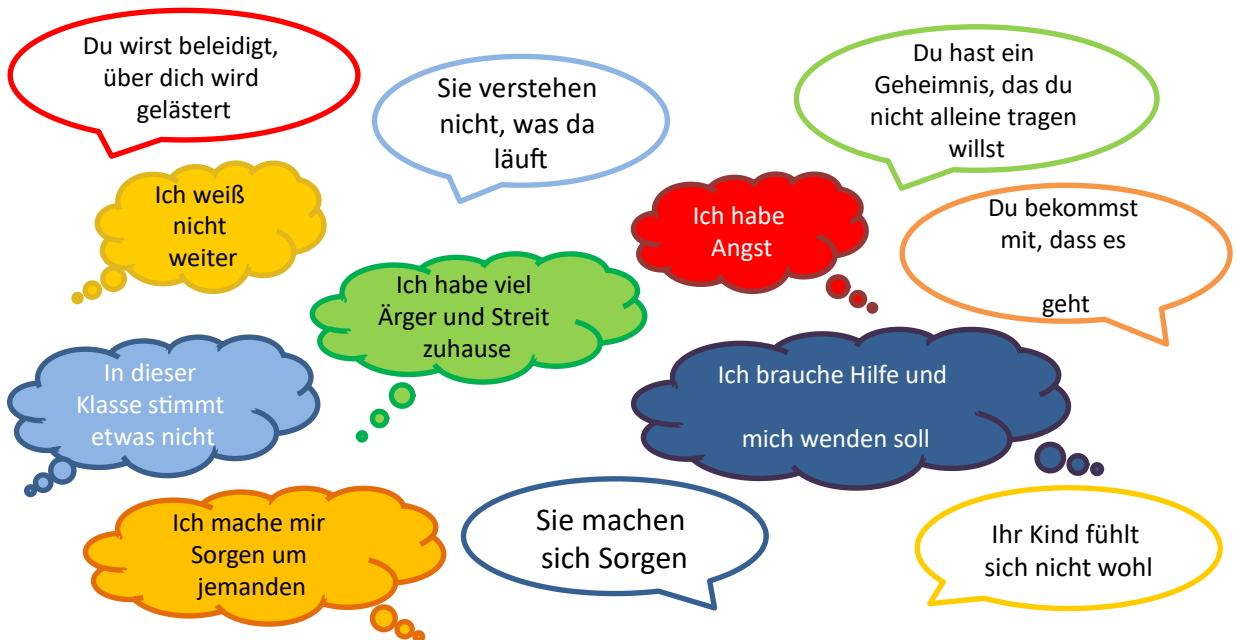 Du wirst beleidigt,
über dich wird
gelästert
Sie verstehen
nicht, was da
läuft
Du hast ein
Geheimnis, das du
nicht alleine tragen
willst
Ich weiß
nicht
weiter
Ich habe
Angst
Du bekommst
mit, dass es
geht
Ich habe viel
Ärger und Streit
zuhause
In dieser
Klasse stimmt
etwas nicht
Ich brauche Hilfe und
mich wenden soll
Ich mache mir
Sorgen um
jemanden
Sie machen
sich Sorgen
Ihr Kind fühlt
sich nicht wohl